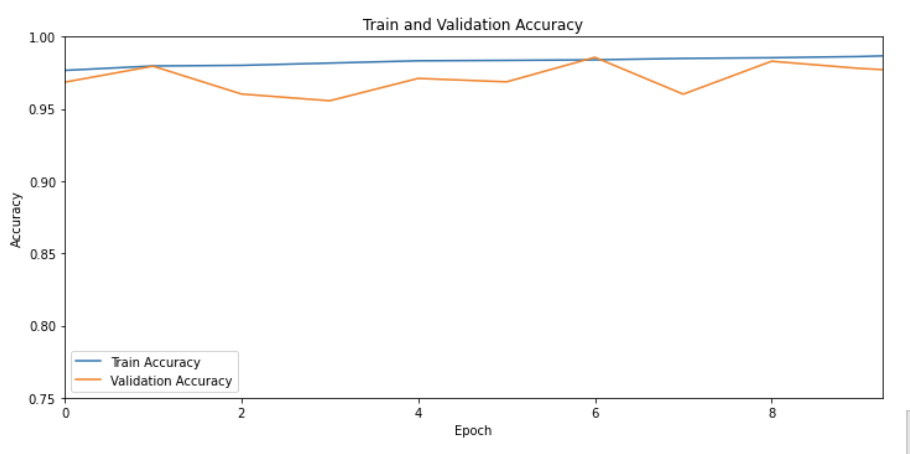 Train and Validation Accuracy
1.00
0.95
0.90
0.85
0.80
0.75
Accuracy
Train Accuracy
Validation Accuracy
0 2 4 6 8
Epoch